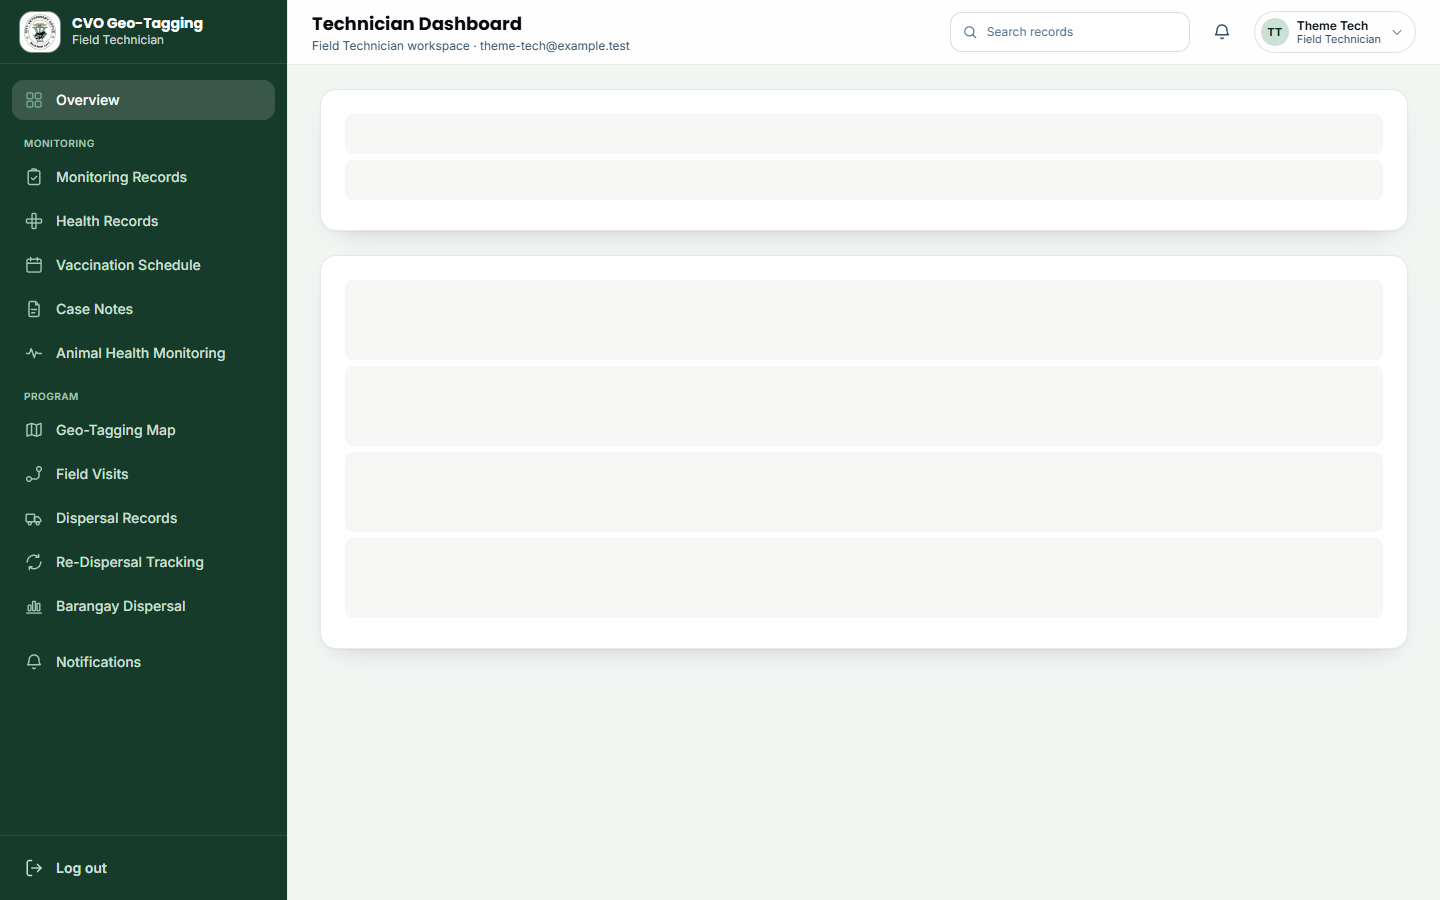 CVO Geo-Tagging
Field Technician
Overview
MONITORING
Monitoring Records
Health Records
Vaccination Schedule
Case Notes
Animal Health Monitoring
PROGRAM
Geo-Tagging Map
Field Visits
Dispersal Records
Re-Dispersal Tracking
Barangay Dispersal
Notifications
Log out
Technician Dashboard
Field Technician workspace · theme-tech@example.test
Search records
TT
Theme Tech
Field Technician